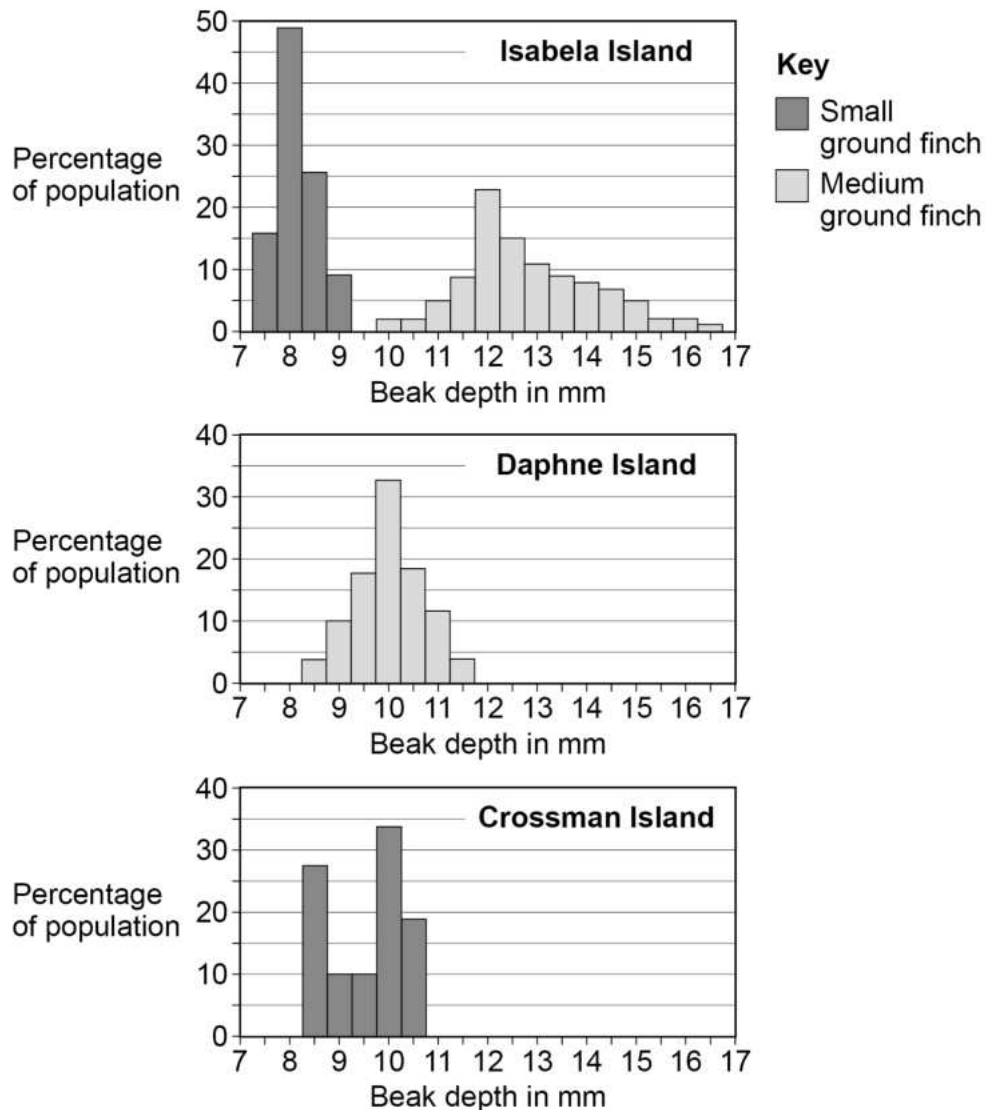 50
Isabela Island
40
30
20
10
0
Percentage
of population
7 8 9 10 11 12 13 14 15 16 17
Beak depth in mm
Key
Small
ground finch
Medium
ground finch
40
Daphne Island
30
20
10
0
Percentage
of population
7 8 9 10 11 12 13 14 15 16 17
Beak depth in mm
40
Crossman Island
30
20
10
0
Percentage
of population
7 8 9 10 11 12 13 14 15 16 17
Beak depth in mm